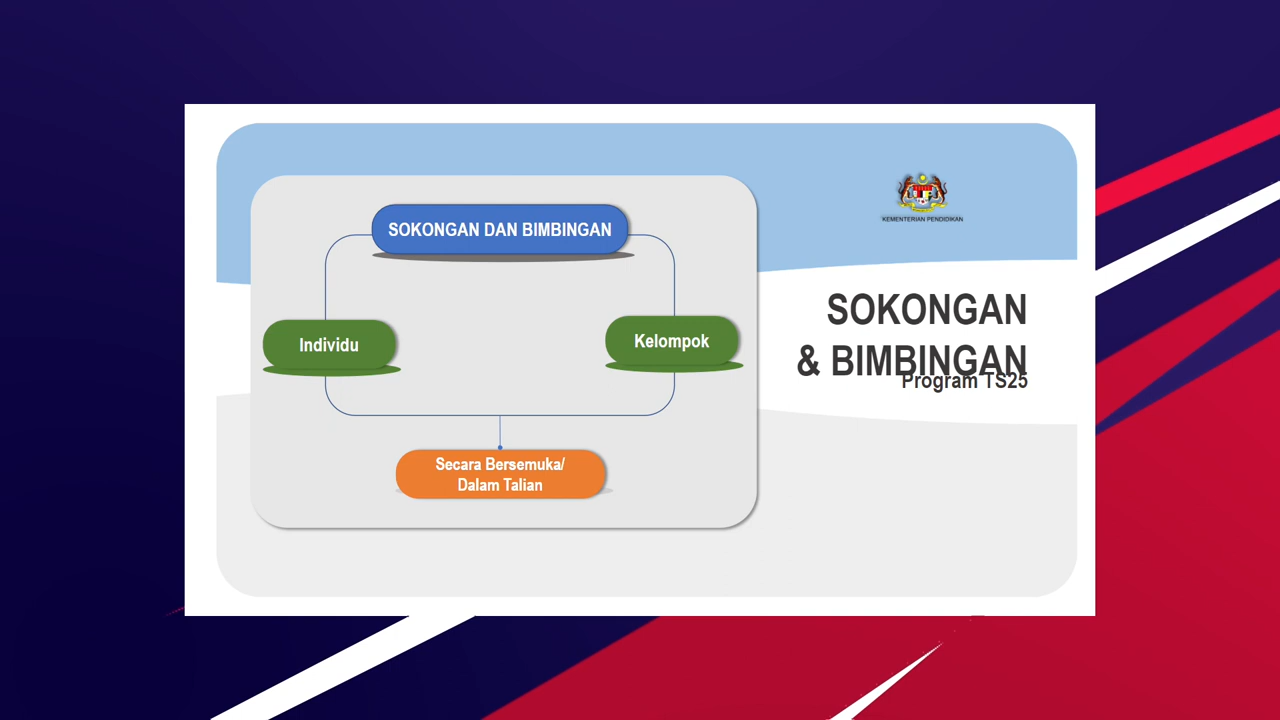 SOKONGAN DAN BIMBINGAN
Individu
Kelompok
Secara Bersemuka/
Dalam Talian
KEMENTERIAN PENDIDIKAN
SOKONGAN
& BIMBINGAN
Program TS25